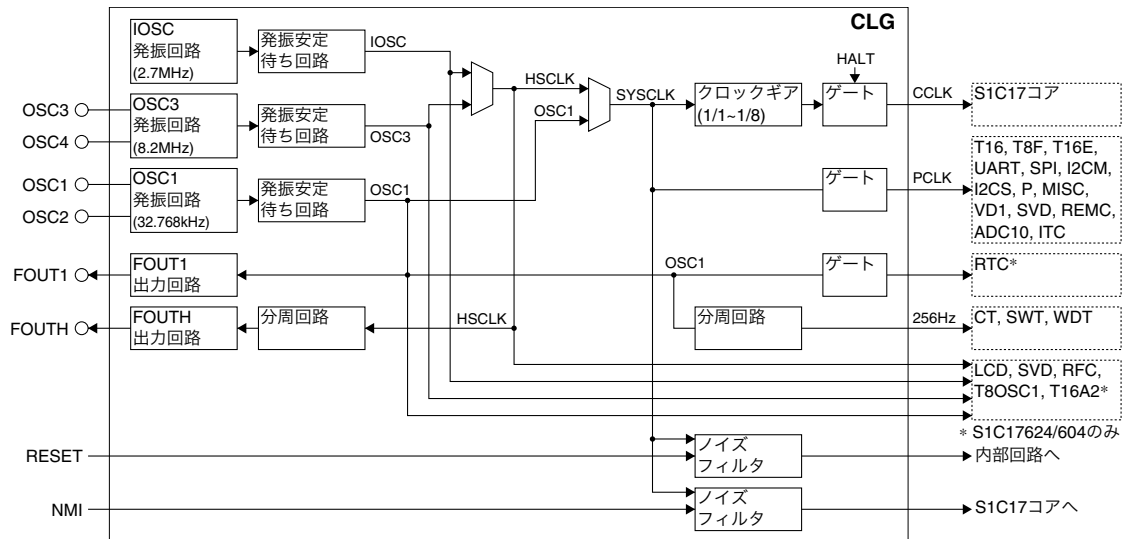 CLG
IOSC
発振回路
(2.7MHz)
発振安定
待ち回路
IOSC
HALT
OSC3
OSC4
OSC3
発振回路
(8.2MHz)
発振安定
待ち回路
OSC3
HSCLK
OSC1
SYSCLK
クロックギア
(1/1~1/8)
ゲート
CCLK
S1C17コア
OSC1
OSC2
OSC1
発振回路
(32.768kHz)
発振安定
待ち回路
OSC1
ゲート
PCLK
T16, T8F, T16E,
UART, SPI, I2CM,
I2CS, P, MISC,
VD1, SVD, REMC,
ADC10, ITC
FOUT1
FOUT1
出力回路
OSC1
ゲート
RTC*
FOUTH
FOUTH
出力回路
分周回路
HSCLK
分周回路
256Hz
CT, SWT, WDT
LCD, SVD, RFC,
T8OSC1, T16A2*
* S1C17624/604のみ
RESET
ノイズ
フィルタ
内部回路へ
NMI
ノイズ
フィルタ
S1C17コアへ